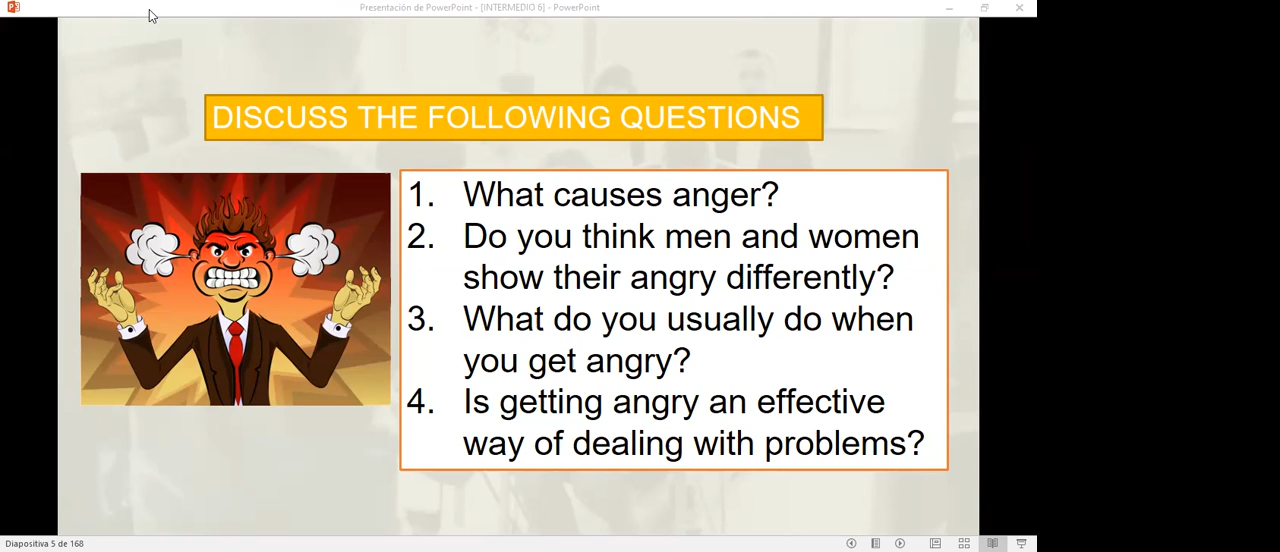 Presentación de PowerPoint - [INTERMEDIO 6] - PowerPoint
DISCUSS THE FOLLOWING QUESTIONS
1. What causes anger?
2. Do you think men and women
show their angry differently?
3. What do you usually do when
you get angry?
4. Is getting angry an effective
way of dealing with problems?
Diapositiva 5 de 168